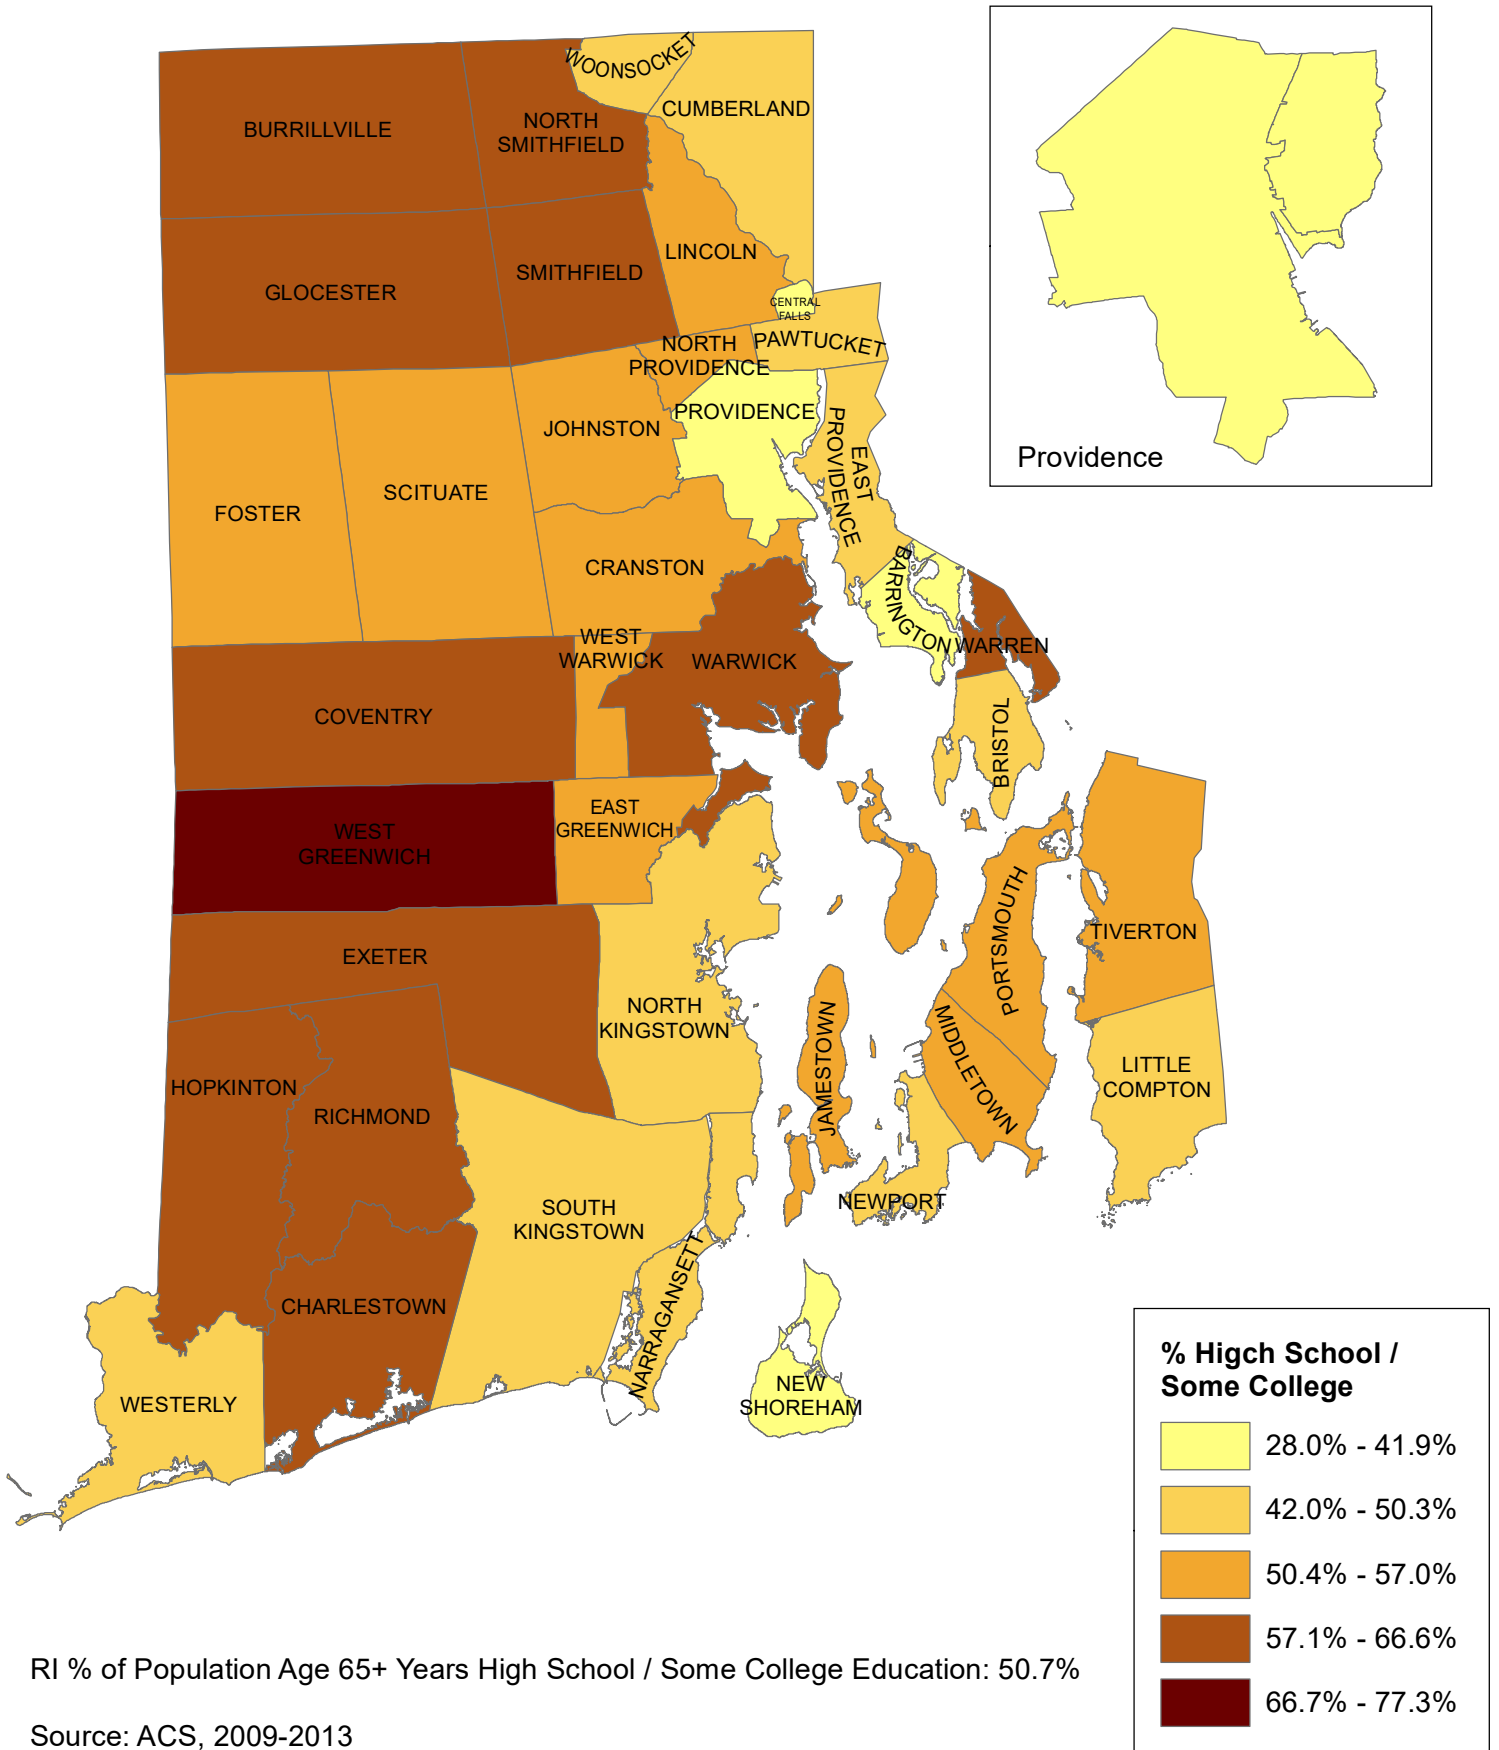 WOONSOCKET
CUMBERLAND
BURRILLVILLE
NORTH
SMITHFIELD
LINCOLN
SMITHFIELD
GLOCESTER
CENTRAL
FALLS
NORTH
PROVIDENCE
PAWTUCKET
PROVIDENCE
JOHNSTON
EAST
PROVIDENCE
Providence
SCITUATE
FOSTER
CRANSTON
BARRINGTON
WARREN
WEST
WARWICK
WARWICK
COVENTRY
BRISTOL
EAST
GREENWICH
WEST
GREENWICH
PORTSMOUTH
TIVERTON
EXETER
NORTH
KINGSTOWN
JAMESTOWN
MIDDLETOWN
LITTLE
COMPTON
HOPKINTON
RICHMOND
SOUTH
KINGSTOWN
NEWPORT
NARRAGANSETT
CHARLESTOWN
WESTERLY
NEW
SHOREHAM
% Higch School /
Some College
28.0% - 41.9%
42.0% - 50.3%
50.4% - 57.0%
57.1% - 66.6%
66.7% - 77.3%
RI % of Population Age 65+ Years High School / Some College Education: 50.7%
Source: ACS, 2009-2013